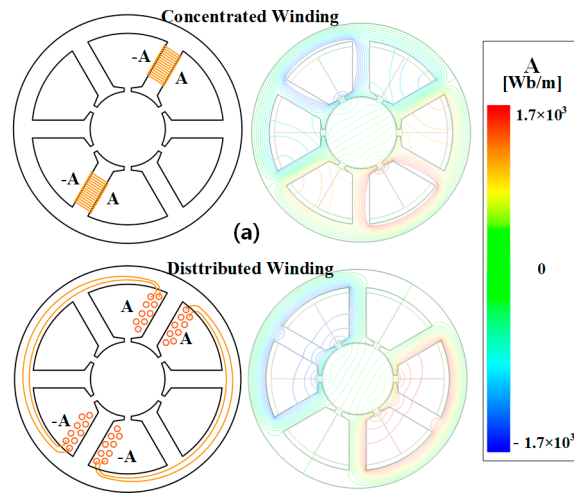 Concentrated Winding
-A
A
-A
A
(a)
Disttributed Winding
A
A
-A
-A
A
[Wb/m]
1.7×10³
0
- 1.7×10³